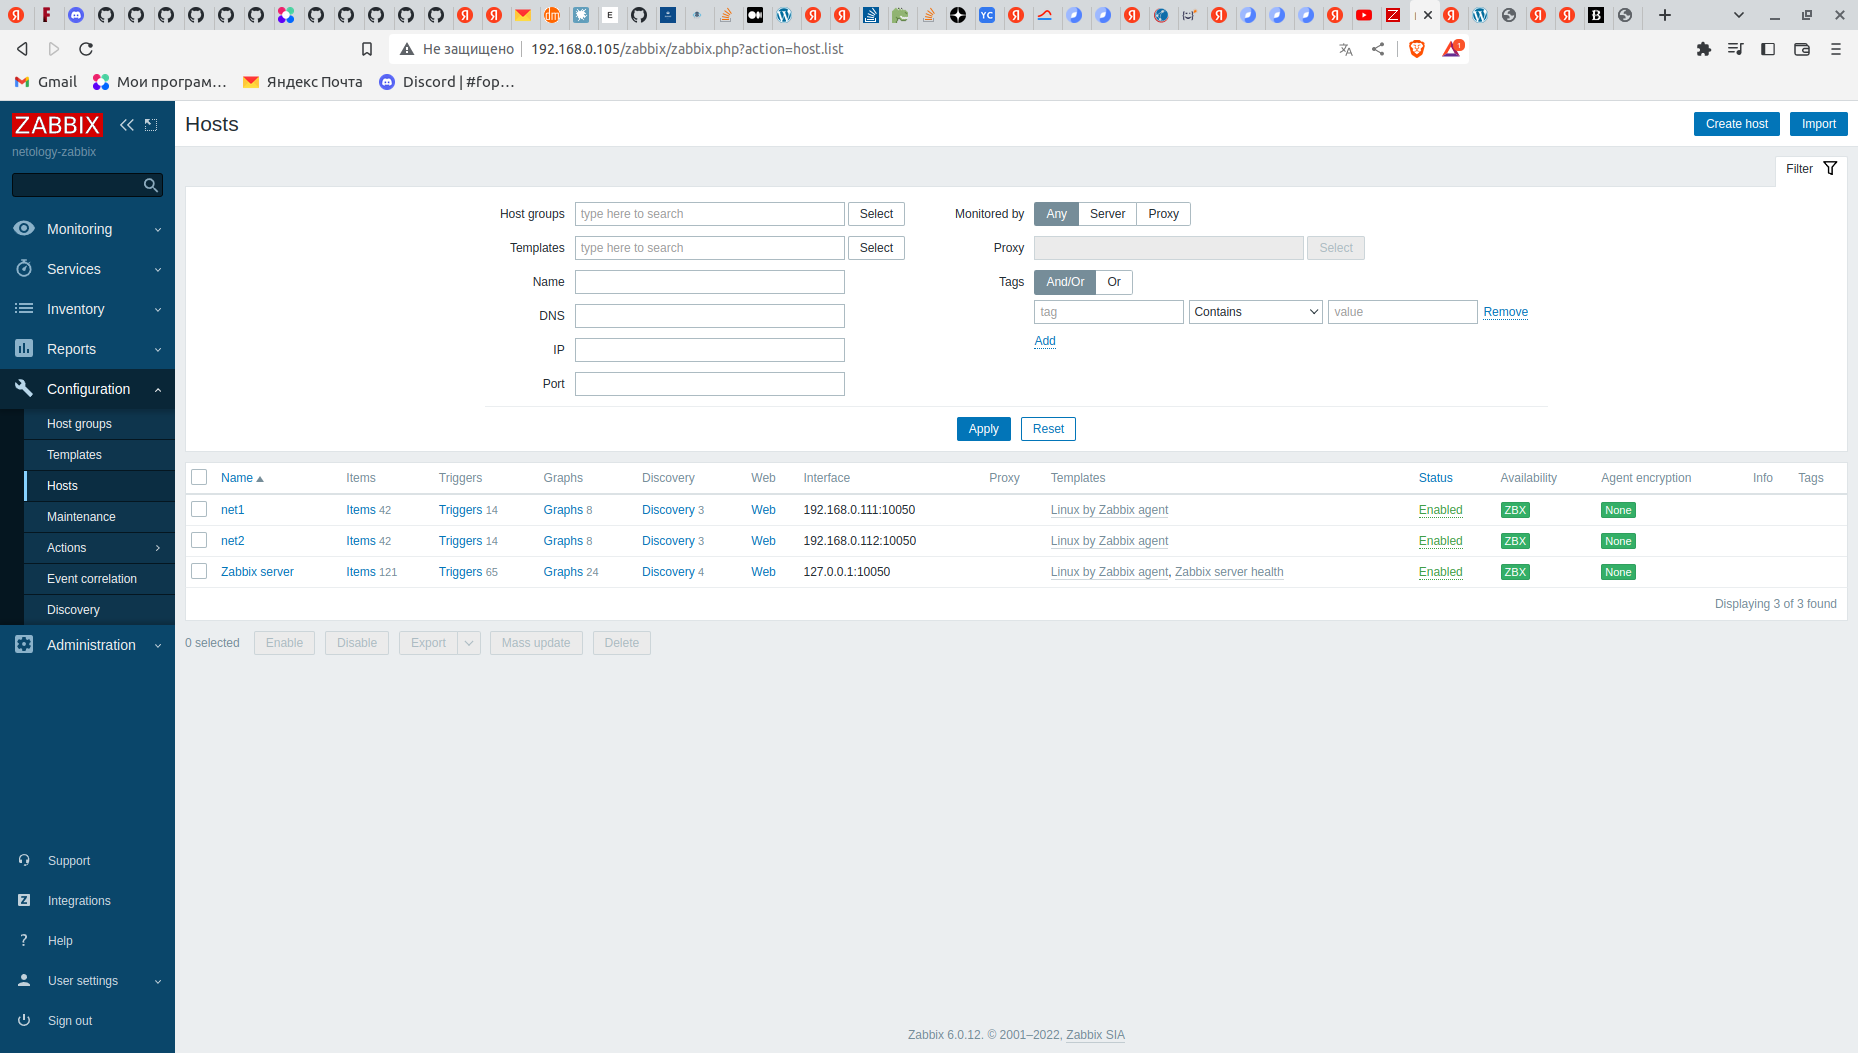 Не защищено
192.168.0.105/zabbix/zabbix.php?action=host.list
1
Gmail
Мои програм…
Яндекс Почта
Discord | #fop…
ZABBIX
netology-zabbix
Monitoring
Services
Inventory
Reports
Configuration
Host groups
Templates
Hosts
Maintenance
Actions
Event correlation
Discovery
Administration
Support
Integrations
Help
User settings
Sign out
Hosts
Create host
Import
Filter
Host groups type here to search Select
Templates type here to search Select
Name
DNS
IP
Port
Monitored by Any Server Proxy
Proxy Select
Tags And/Or Or
tag Contains value Remove
Add
Apply Reset
Name Items Triggers Graphs Discovery Web Interface Proxy Templates Status Availability Agent encryption Info Tags
net1 Items 42 Triggers 14 Graphs 8 Discovery 3 Web 192.168.0.111:10050 Linux by Zabbix agent Enabled ZBX None
net2 Items 42 Triggers 14 Graphs 8 Discovery 3 Web 192.168.0.112:10050 Linux by Zabbix agent Enabled ZBX None
Zabbix server Items 121 Triggers 65 Graphs 24 Discovery 4 Web 127.0.0.1:10050 Linux by Zabbix agent, Zabbix server health Enabled ZBX None
Displaying 3 of 3 found
0 selected Enable Disable Export Mass update Delete
Zabbix 6.0.12. © 2001–2022, Zabbix SIA